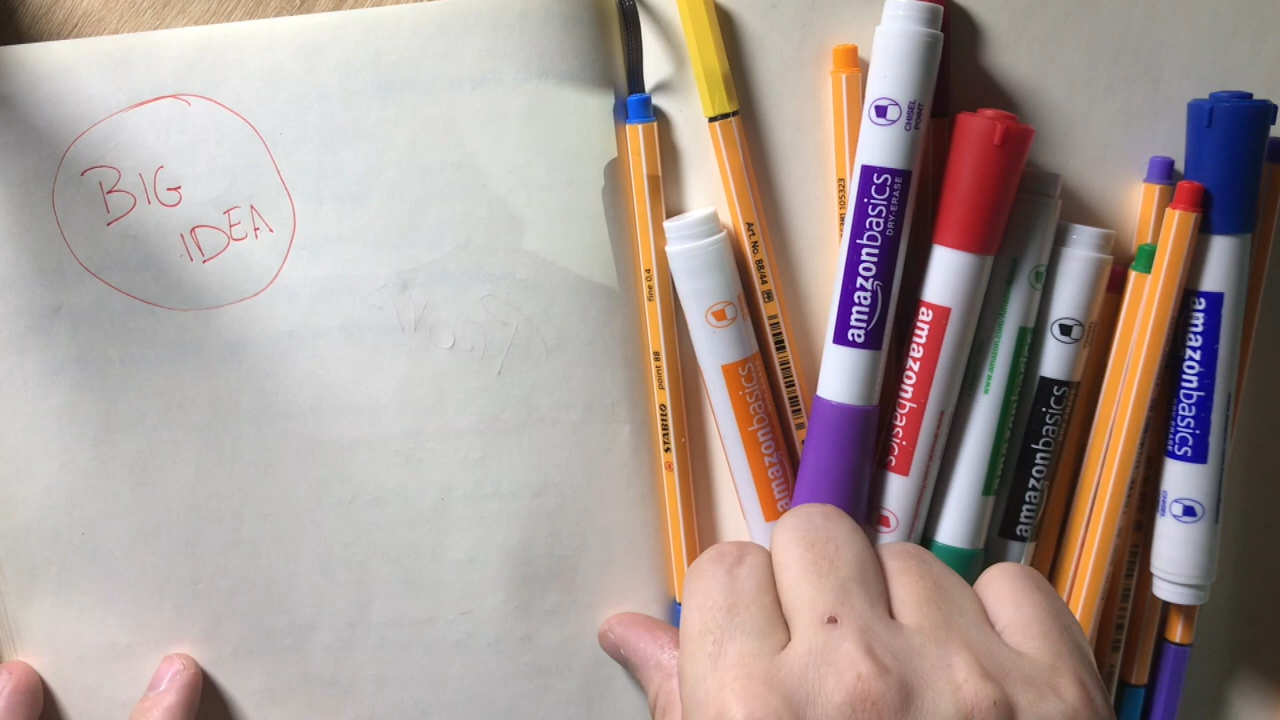 BIG
IDEA
fine 0,4
point 88
STABILO
amazonbasics
Art. No. 88/44
CHISEL
POINT
amazonbasics
DRY-ERASE
amazonbasics
amazonbasics
amazonbasics
amazonbasics